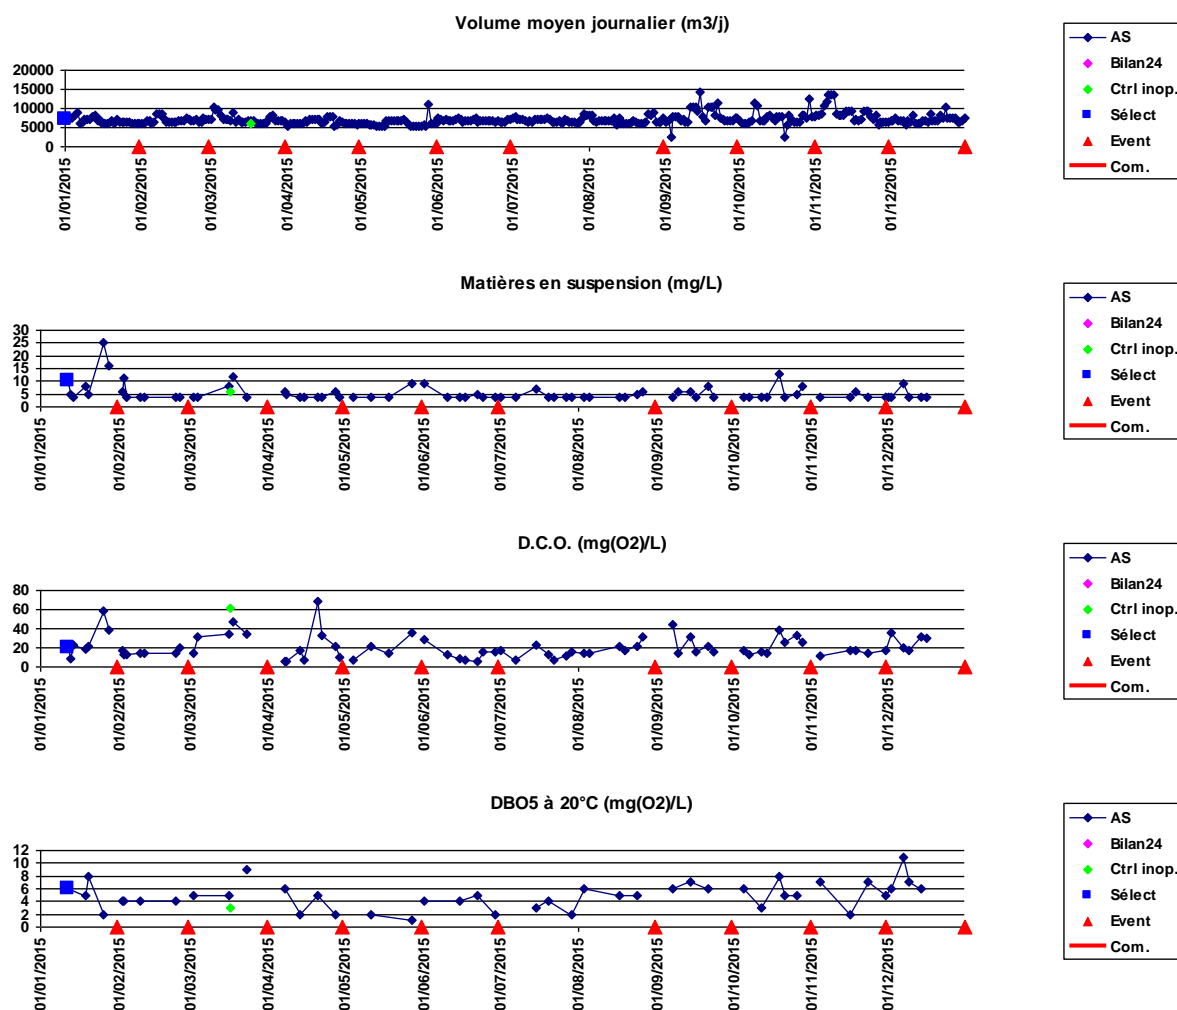 Volume moyen journalier (m3/j)
20000
15000
10000
5000
0
01/01/2015
01/02/2015
01/03/2015
01/04/2015
01/05/2015
01/06/2015
01/07/2015
01/08/2015
01/09/2015
01/10/2015
01/11/2015
01/12/2015
AS
Bilan24
Ctrl inop.
Sélect
Event
Com.
Matières en suspension (mg/L)
30
25
20
15
10
5
0
01/01/2015
01/02/2015
01/03/2015
01/04/2015
01/05/2015
01/06/2015
01/07/2015
01/08/2015
01/09/2015
01/10/2015
01/11/2015
01/12/2015
AS
Bilan24
Ctrl inop.
Sélect
Event
Com.
D.C.O. (mg(O2)/L)
80
60
40
20
0
01/01/2015
01/02/2015
01/03/2015
01/04/2015
01/05/2015
01/06/2015
01/07/2015
01/08/2015
01/09/2015
01/10/2015
01/11/2015
01/12/2015
AS
Bilan24
Ctrl inop.
Sélect
Event
Com.
DBO5 à 20°C (mg(O2)/L)
12
10
8
6
4
2
0
01/01/2015
01/02/2015
01/03/2015
01/04/2015
01/05/2015
01/06/2015
01/07/2015
01/08/2015
01/09/2015
01/10/2015
01/11/2015
01/12/2015
AS
Bilan24
Ctrl inop.
Sélect
Event
Com.